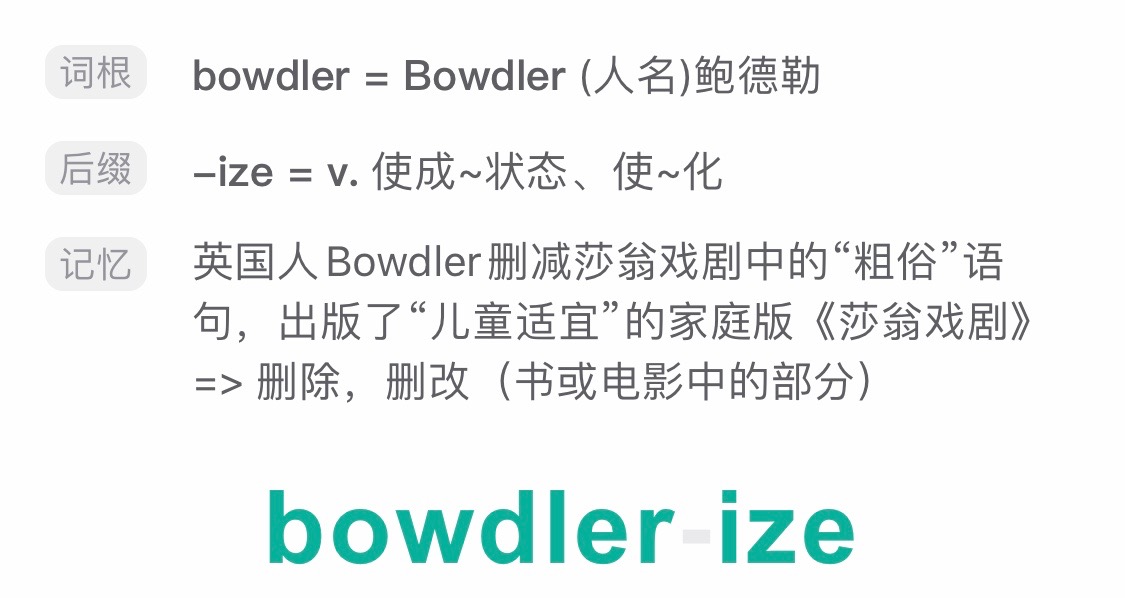 词根 bowdler = Bowdler (人名)鲍德勒
后缀 –ize = v. 使成~状态、使~化
记忆 英国人Bowdler删减莎翁戏剧中的“粗俗”语
句，出版了“儿童适宜”的家庭版《莎翁戏剧》
=> 删除，删改（书或电影中的部分）
bowdler-ize